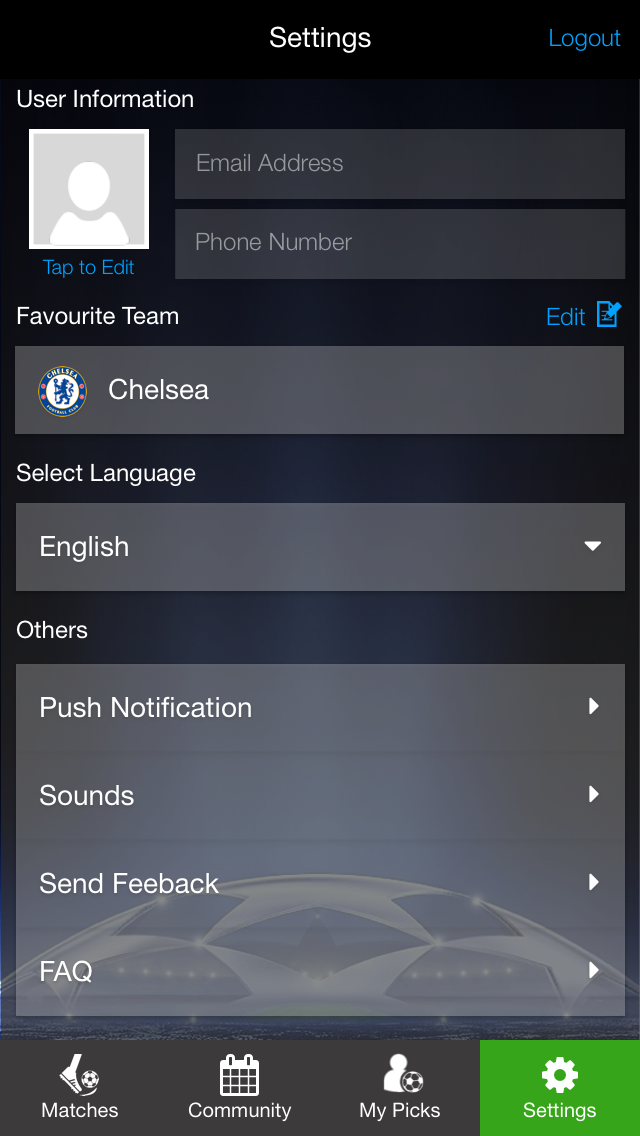 Settings
Logout
User Information
Email Address
Phone Number
Tap to Edit
Favourite Team
Edit
CHELSEA
FOOTBALL CLUB
Chelsea
Select Language
English
Others
Push Notification
Sounds
Send Feeback
FAQ
Matches
Community
My Picks
Settings